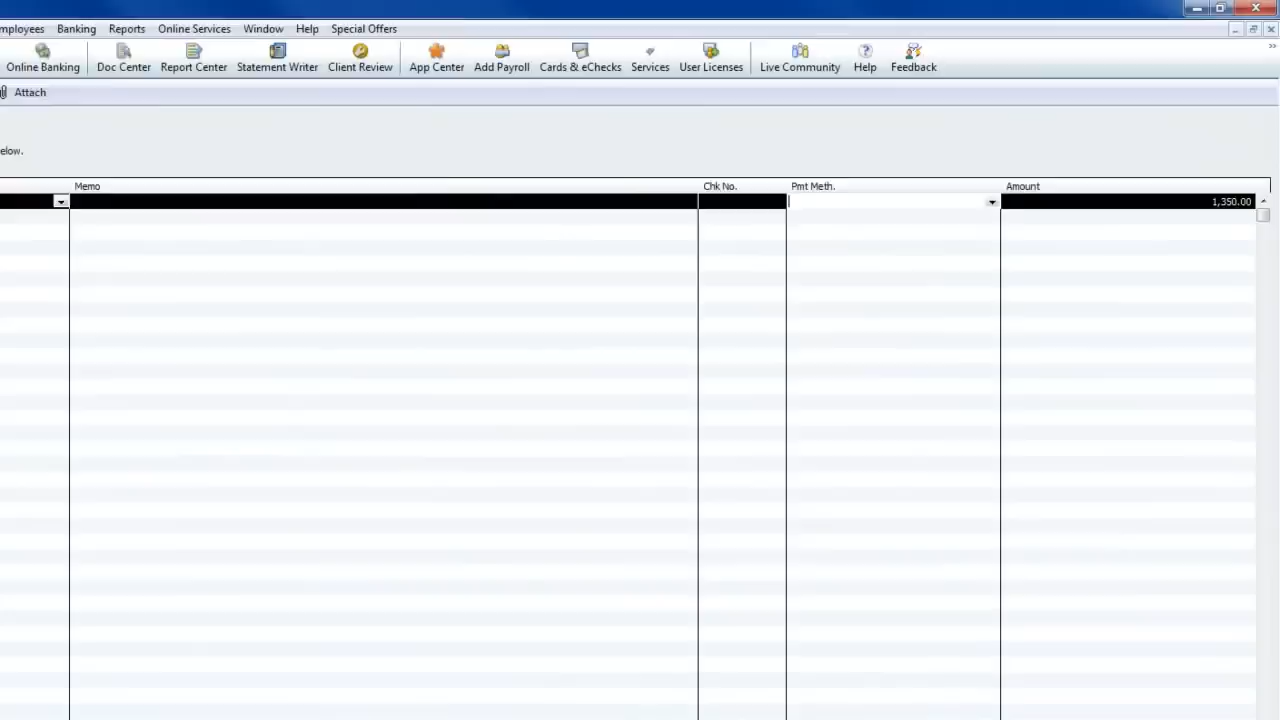 mployees Banking Reports Online Services Window Help Special Offers
Online Banking Doc Center Report Center Statement Writer Client Review App Center Add Payroll Cards & eChecks Services User Licenses Live Community Help Feedback
Attach
elow.
Memo Chk No. Pmt Meth. Amount
1,350.00